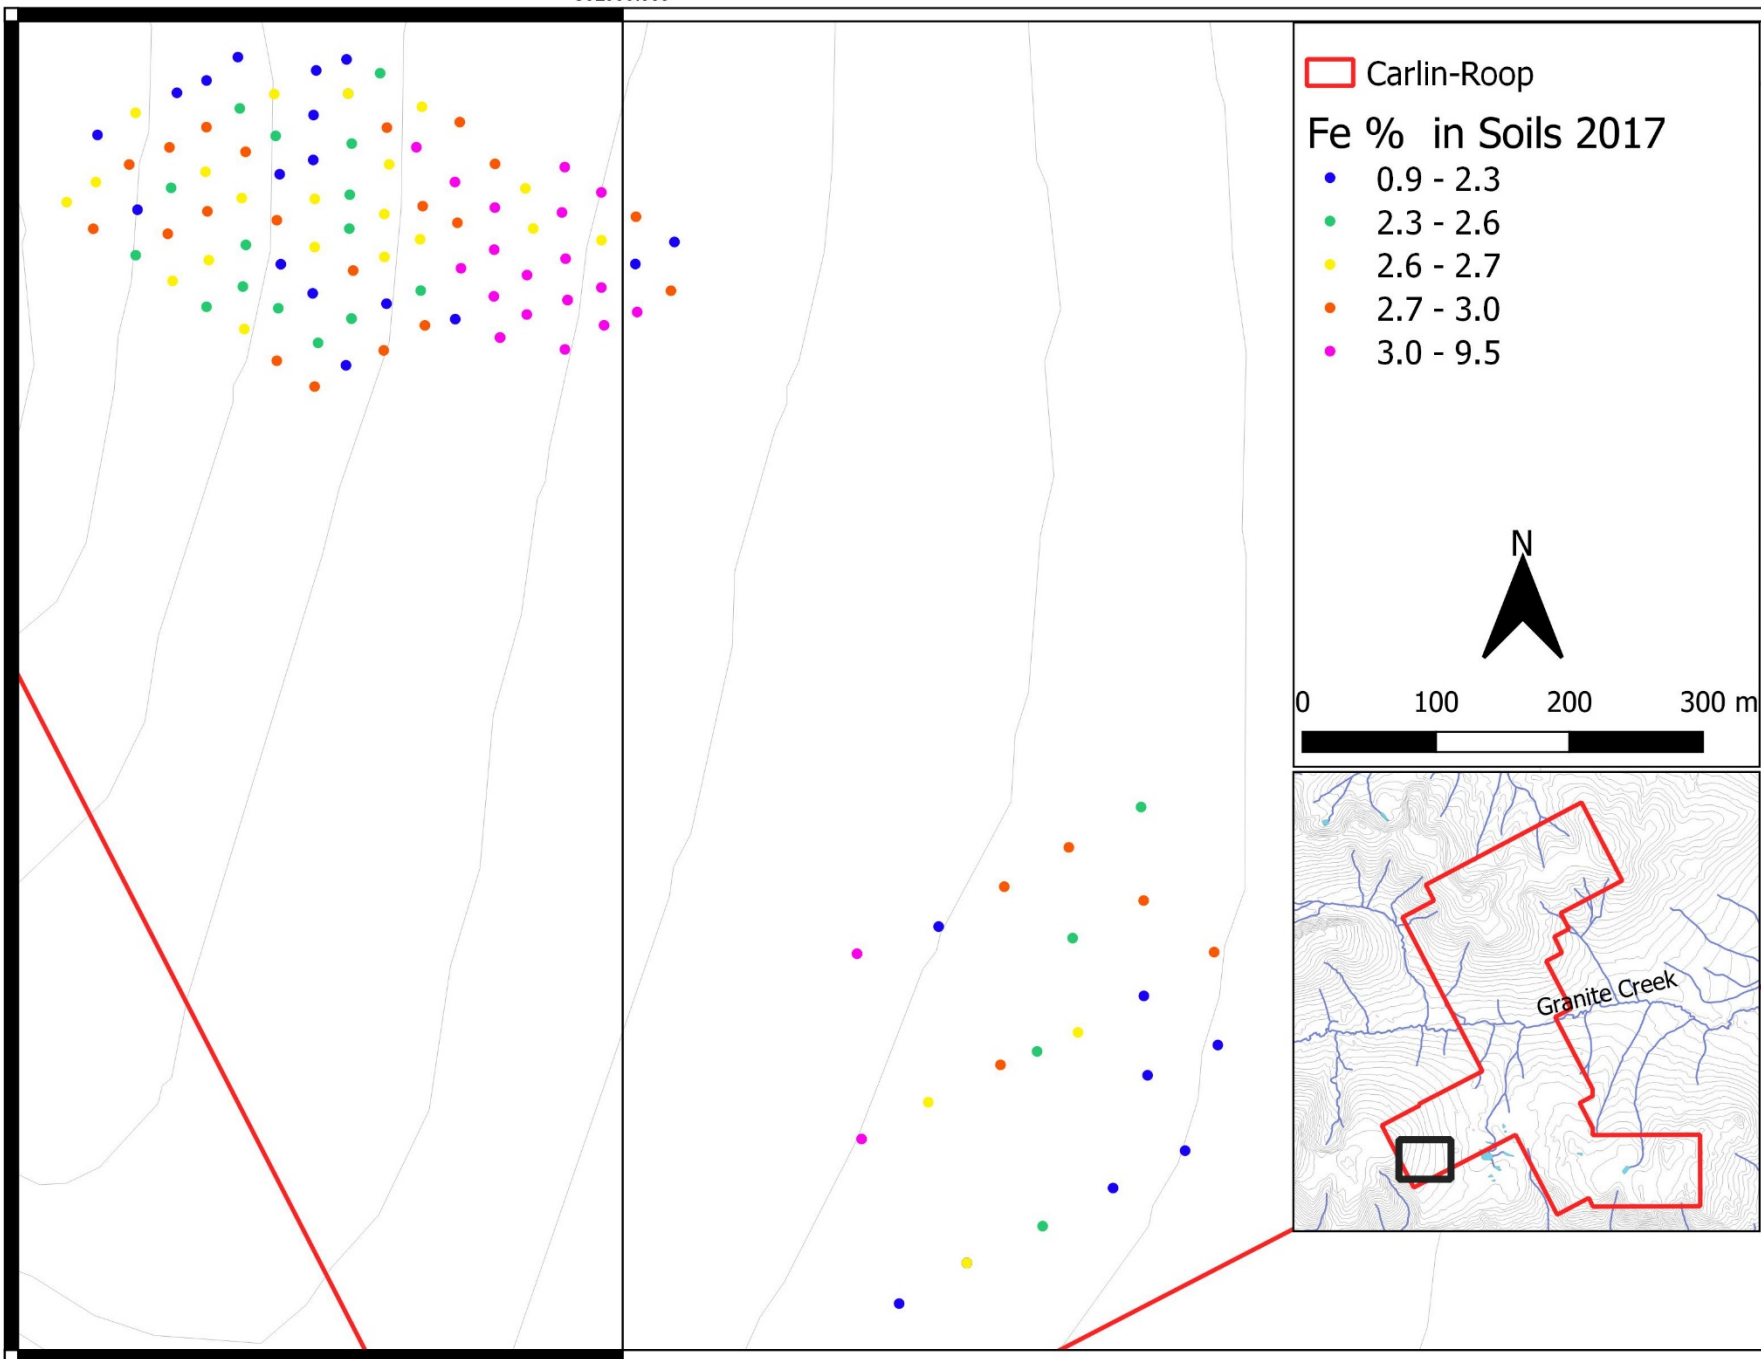 Carlin-Roop
Fe % in Soils 2017
0.9 - 2.3
2.3 - 2.6
2.6 - 2.7
2.7 - 3.0
3.0 - 9.5
N
0 100 200 300 m
Granite Creek